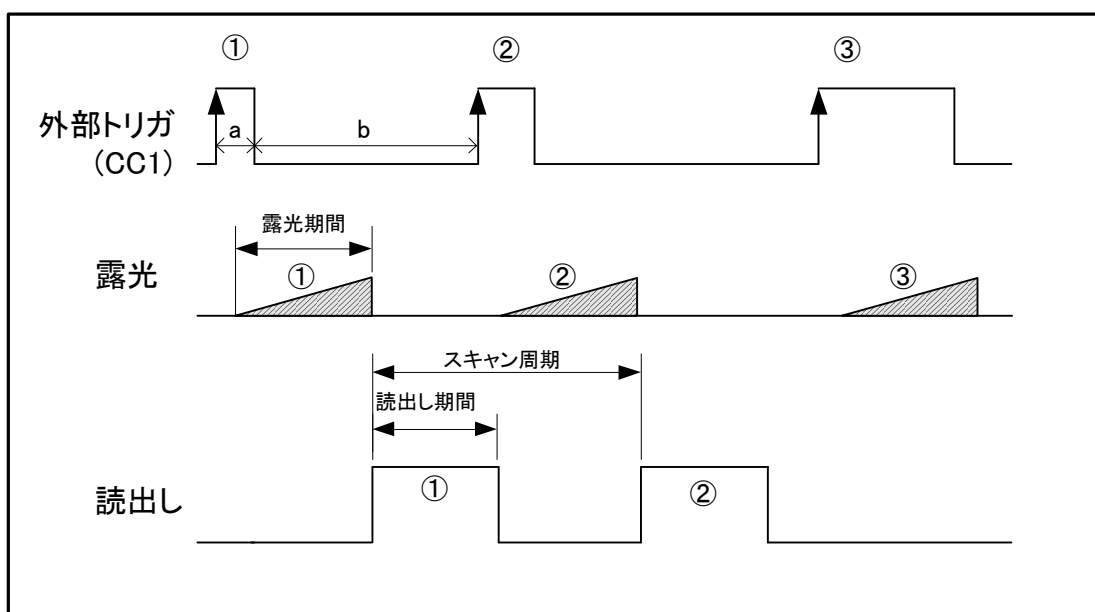 ① ② ③
外部トリガ
(CC1)
a b
露光期間
露光
① ② ③
スキャン周期
読出し期間
読出し
① ②